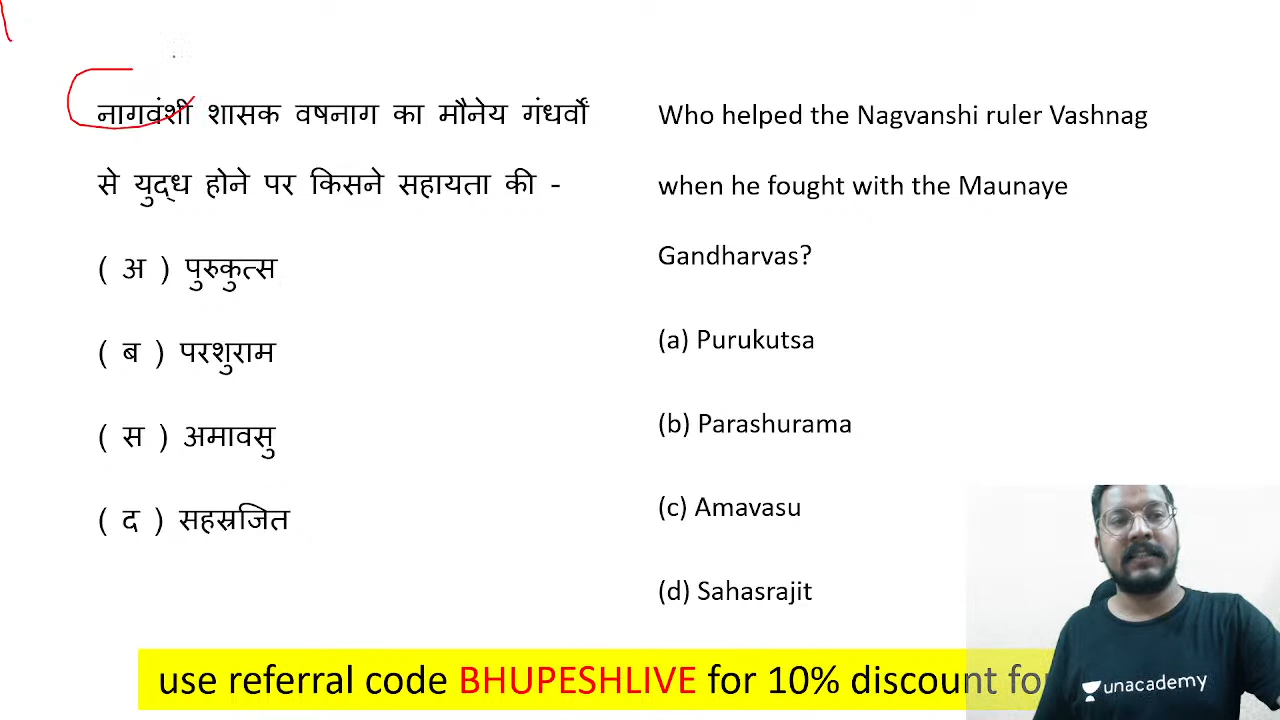 नागवंशी शासक वषनाग का मौनेय गंधर्वों
से युद्ध होने पर किसने सहायता की -
( अ ) पुरुकुत्स
( ब ) परशुराम
( स ) अमावसु
( द ) सहस्रजित
Who helped the Nagvanshi ruler Vashnag
when he fought with the Maunaye
Gandharvas?
(a) Purukutsa
(b) Parashurama
(c) Amavasu
(d) Sahasrajit
unacademy
use referral code BHUPESHLIVE for 10% discount for